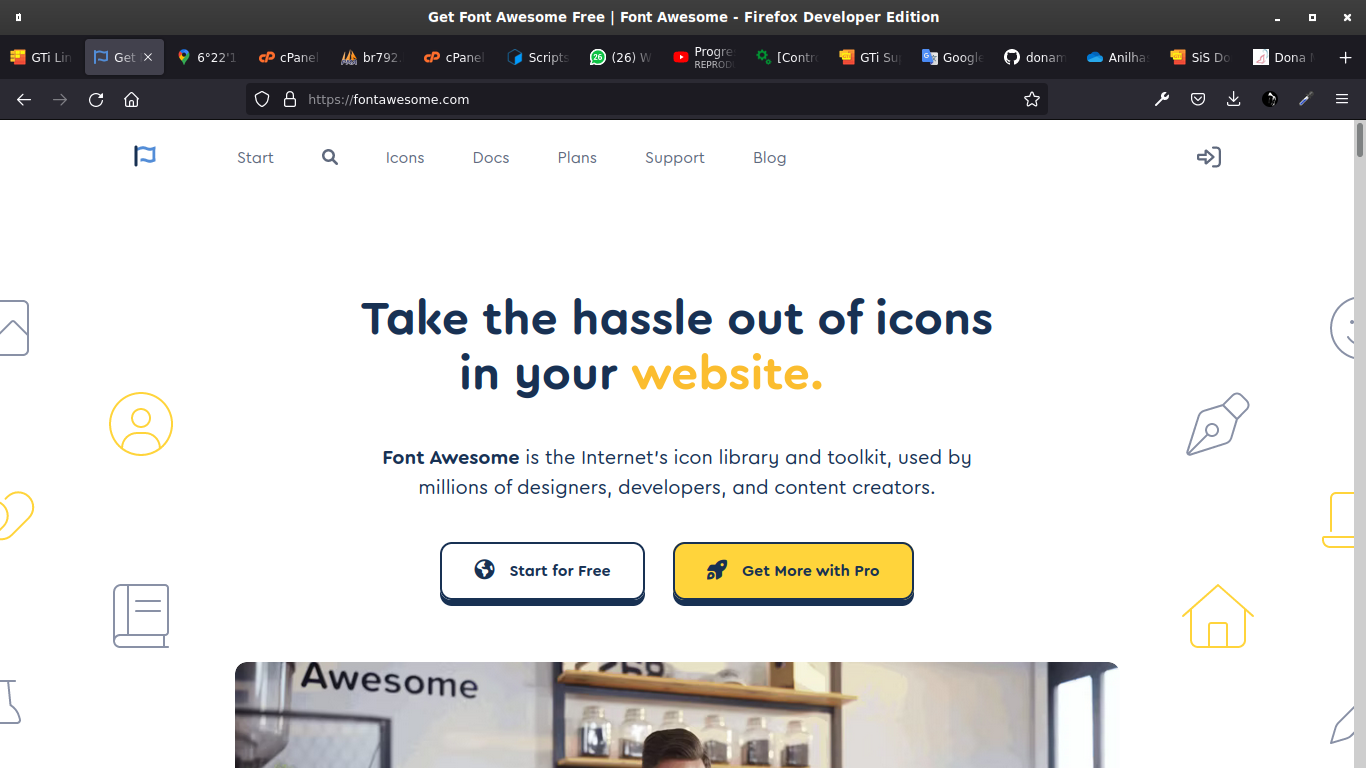 Get Font Awesome Free | Font Awesome - Firefox Developer Edition
GTi Lin
Get
6°22'1
cPanel
br792.
cPanel
Scripts
26
(26) W
Progre
REPROD
[Contr
GTi Su
Google
donam
Anilha
SiS Do
Dona
https://fontawesome.com
Start
Icons
Docs
Plans
Support
Blog
Take the hassle out of icons
in your website.
Font Awesome is the Internet's icon library and toolkit, used by
millions of designers, developers, and content creators.
Start for Free
Get More with Pro
Awesome